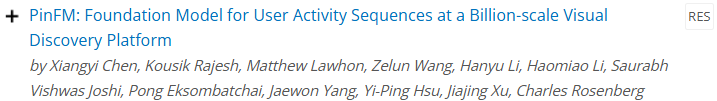 + PinFM: Foundation Model for User Activity Sequences at a Billion-scale Visual
Discovery Platform
RES
by Xiangyi Chen, Kousik Rajesh, Matthew Lawhon, Zelun Wang, Hanyu Li, Haomiao Li, Saurabh
Vishwas Joshi, Pong Eksombatchai, Jaewon Yang, Yi-Ping Hsu, Jiajing Xu, Charles Rosenberg